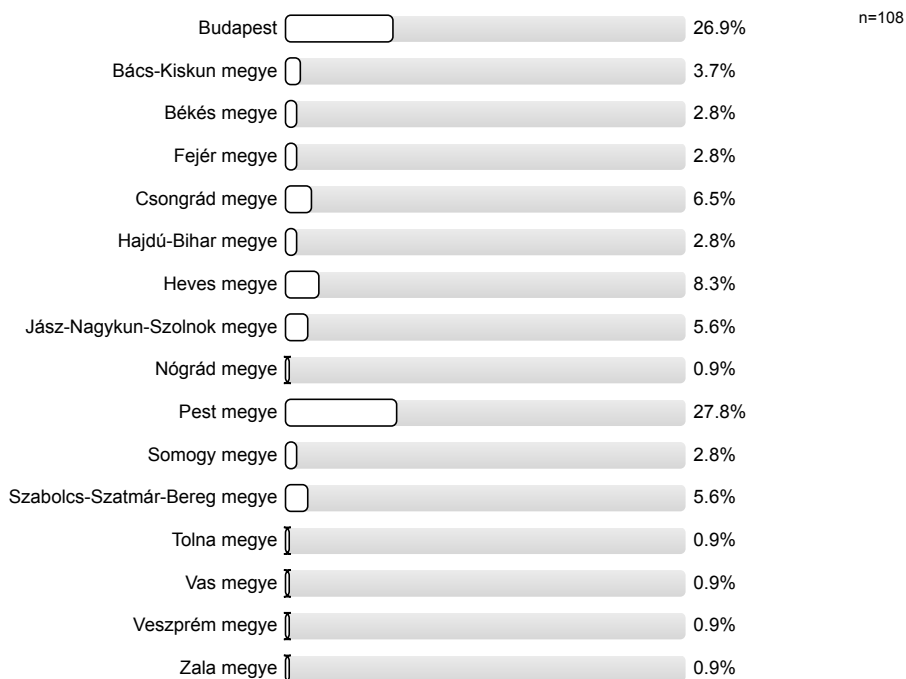 n=108
Budapest 26.9%
Bács-Kiskun megye 3.7%
Békés megye 2.8%
Fejér megye 2.8%
Csongrád megye 6.5%
Hajdú-Bihar megye 2.8%
Heves megye 8.3%
Jász-Nagykun-Szolnok megye 5.6%
Nógrád megye 0.9%
Pest megye 27.8%
Somogy megye 2.8%
Szabolcs-Szatmár-Bereg megye 5.6%
Tolna megye 0.9%
Vas megye 0.9%
Veszprém megye 0.9%
Zala megye 0.9%